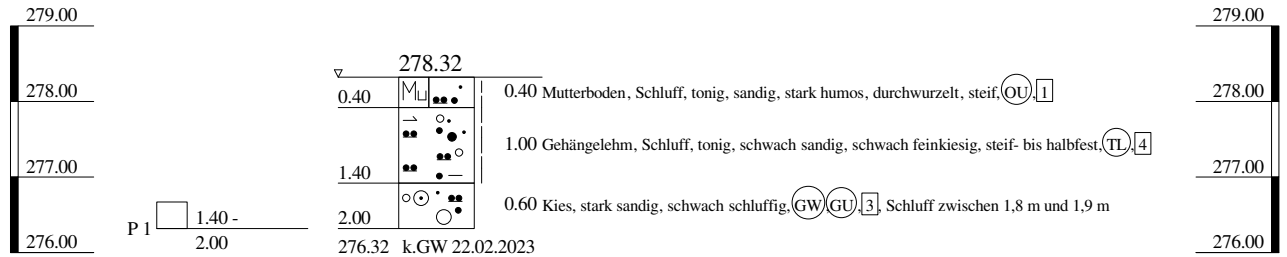 279.00
279.00
278.32
278.00
0.40
Mu
0.40 Mutterboden, Schluff, tonig, sandig, stark humos, durchwurzelt, steif, OU, 1
278.00
1.00 Gehängelehm, Schluff, tonig, schwach sandig, schwach feinkiesig, steif- bis halbfest, TL, 4
277.00
1.40
277.00
P 1
1.40 -
2.00
2.00
0.60 Kies, stark sandig, schwach schluffig, GW, GU, 3, Schluff zwischen 1,8 m und 1,9 m
276.00
276.32 k.GW 22.02.2023
276.00